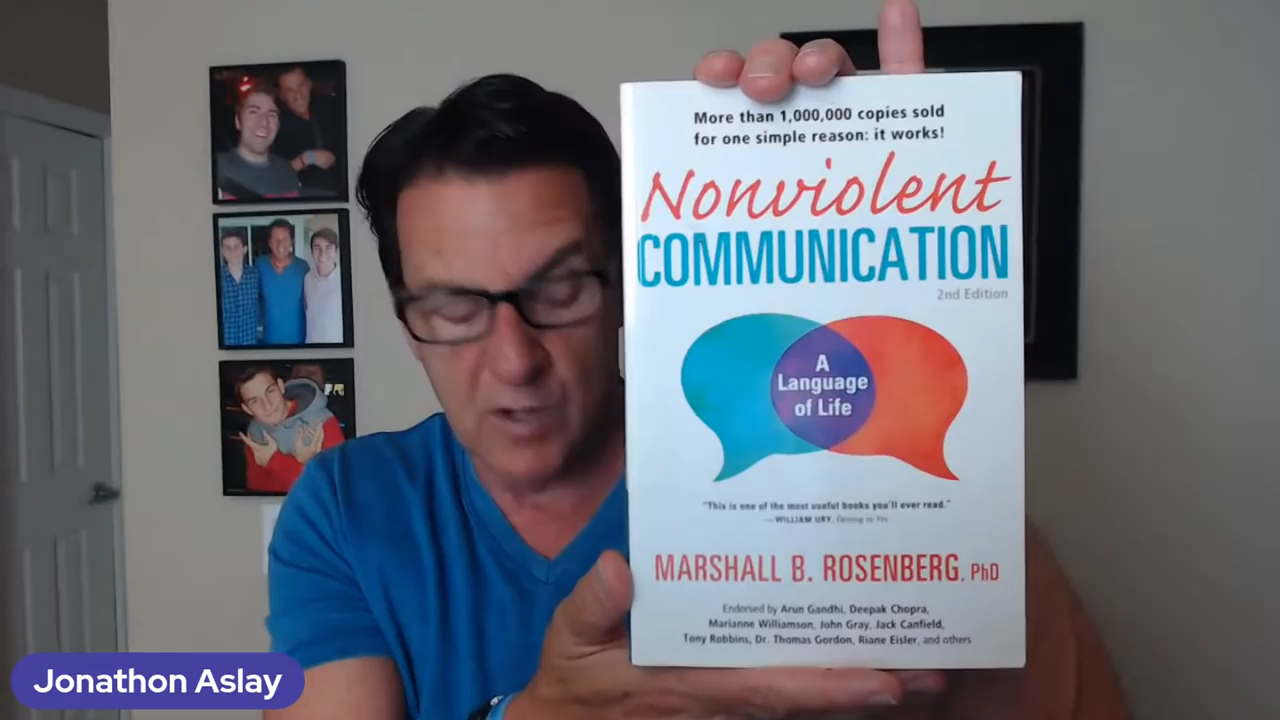 More than 1,000,000 copies sold
for one simple reason: it works!
Nonviolent
COMMUNICATION
2nd Edition
A
Language
of Life
"This is one of the most useful books you'll ever read."
—WILLIAM URY, Getting to Yes
MARSHALL B. ROSENBERG, PhD
Endorsed by Arun Gandhi, Deepak Chopra,
Marianne Williamson, John Gray, Jack Canfield,
Tony Robbins, Dr. Thomas Gordon, Riane Eisler, and others
Jonathon Aslay